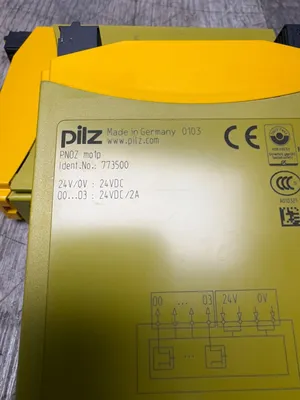 pilz
Made in Germany 0103
www.pilz.com
PNOZ mo1p
Ident.No.: 773500
24V/0V : 24VDC
O0...O3 : 24VDC/2A
CE
CCC
O0 ... O3 24V 0V